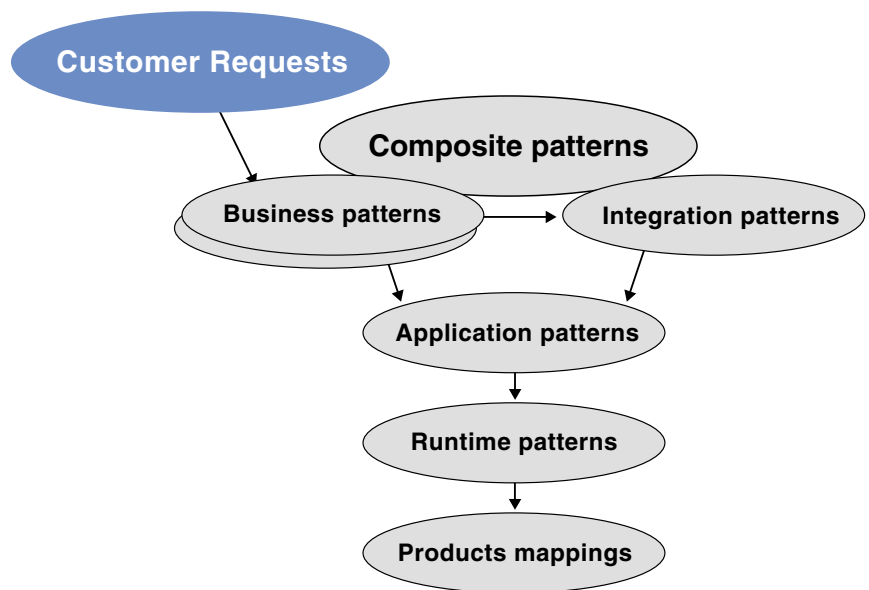 Customer Requests
Composite patterns
Business patterns
Integration patterns
Application patterns
Runtime patterns
Products mappings